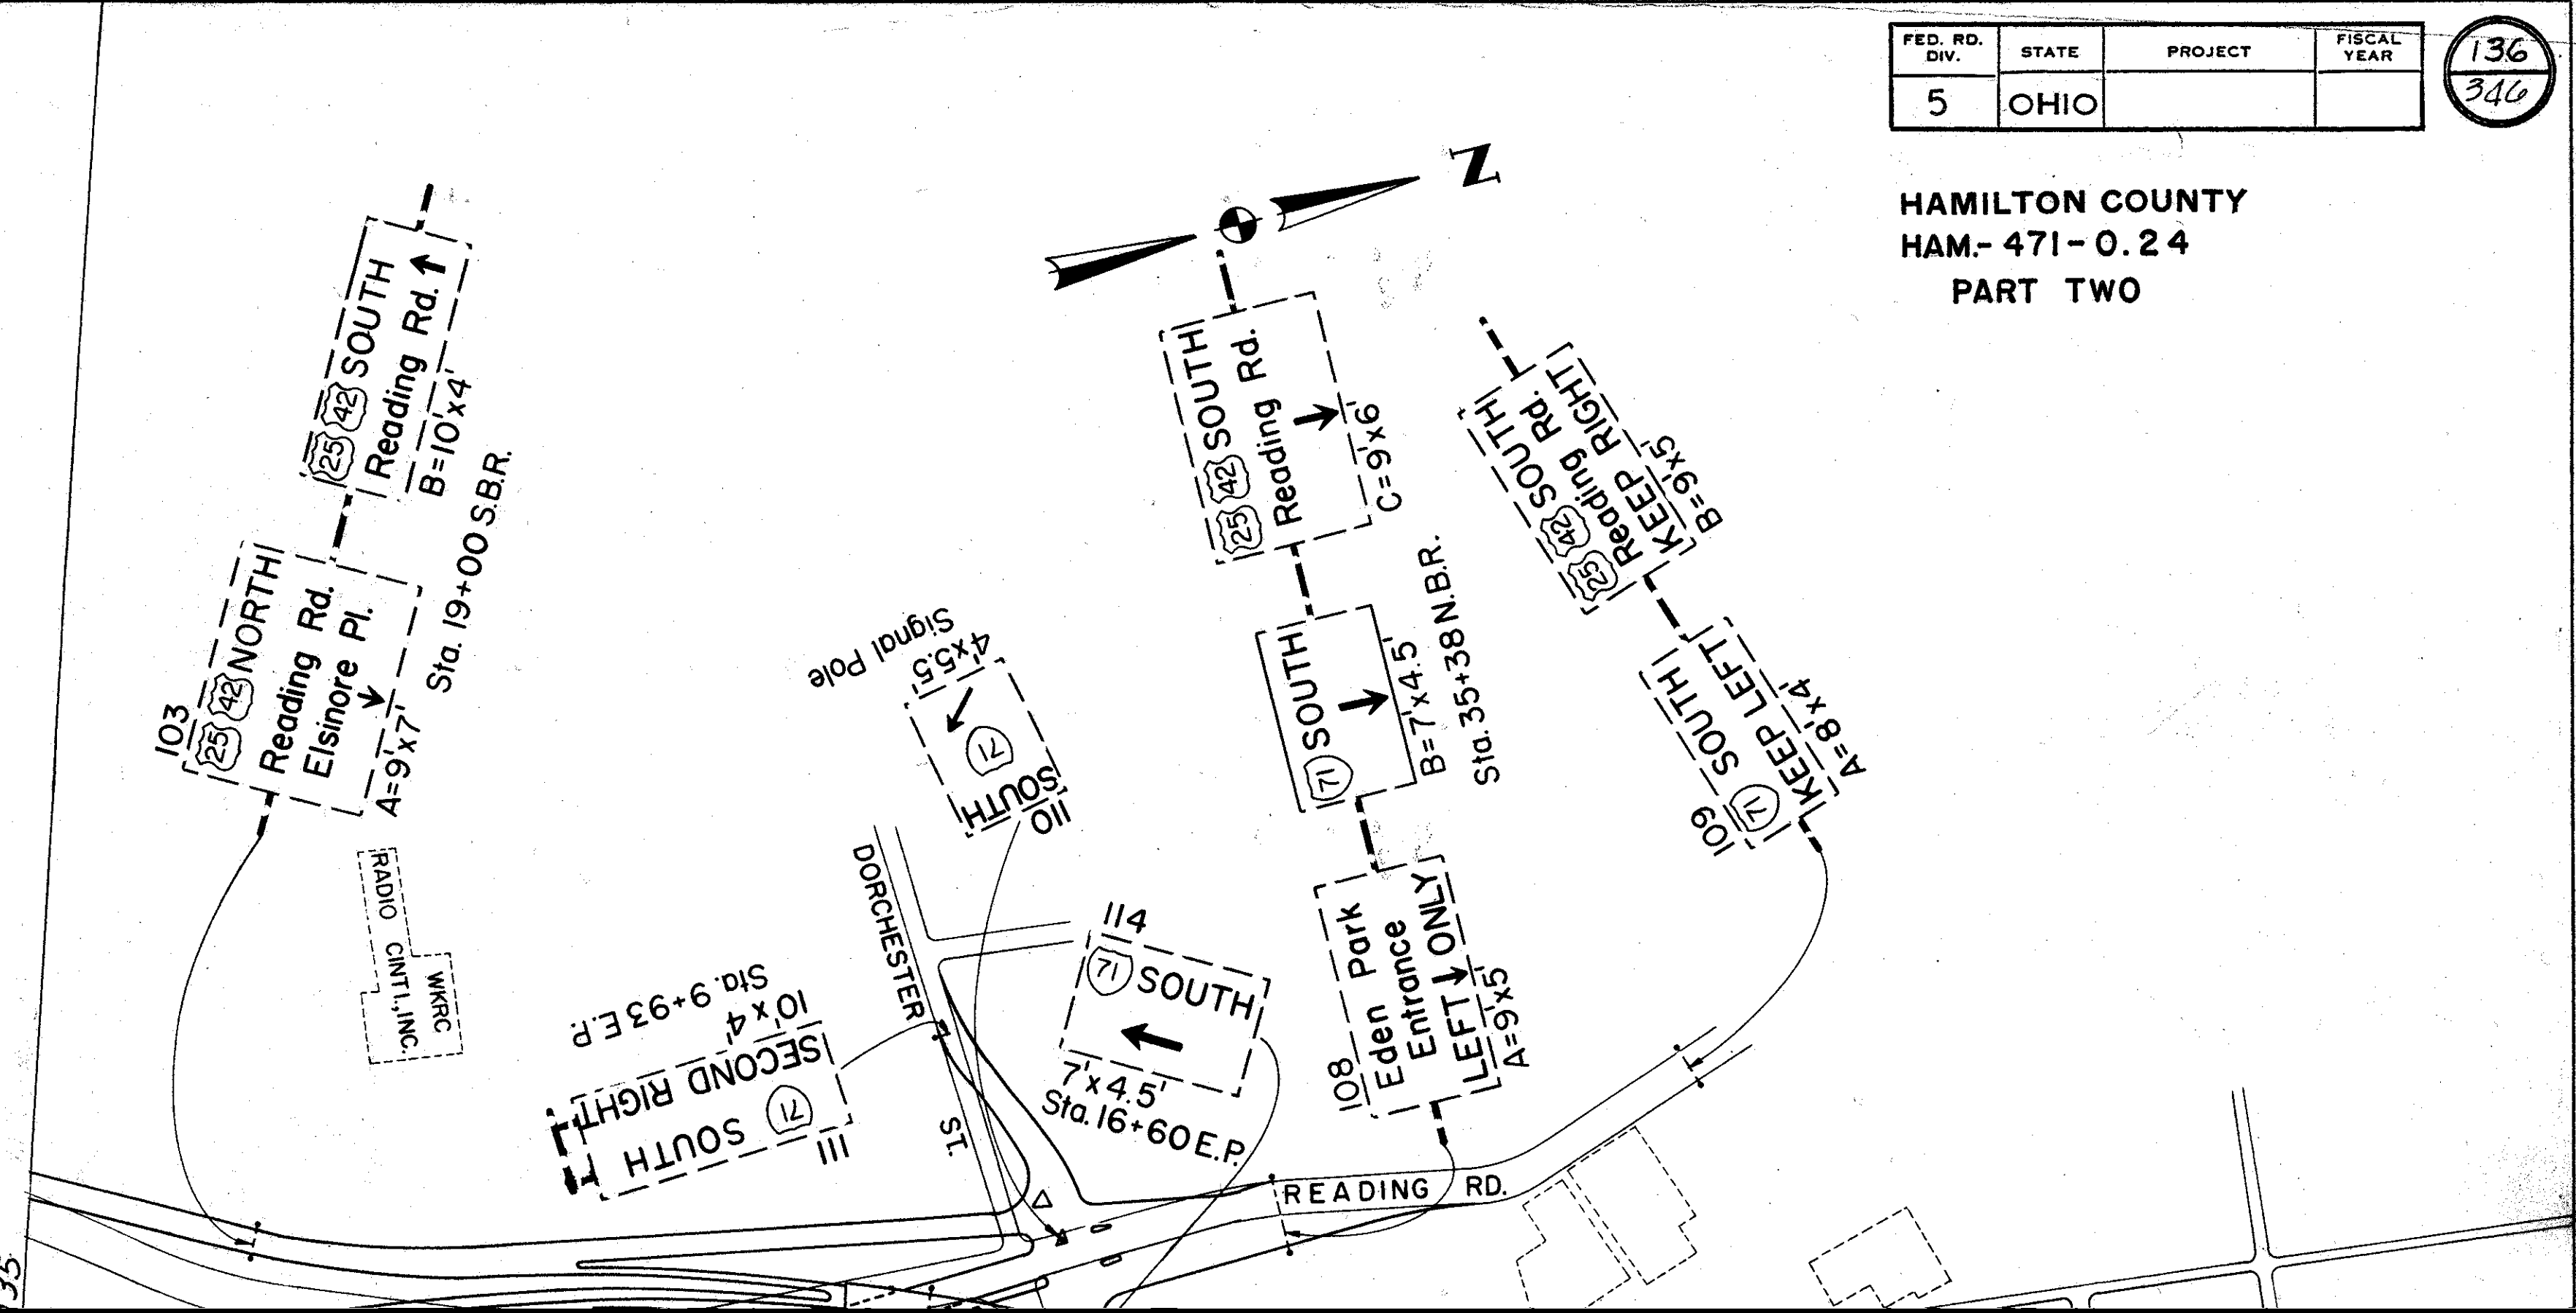 FED. RD. DIV.
STATE
PROJECT
FISCAL YEAR
5
OHIO
136
346
HAMILTON COUNTY
HAM.-471-0.24
PART TWO
N
25 42 SOUTH
Reading Rd.
B=10'x4'
103
25 42 NORTH
Reading Rd.
Elsinore Pl.
A=9'x7'
Sta. 19+00 S.B.R.
RADIO CINTI., INC.
WKRC
110
SOUTH
71
4'x5.5'
Signal Pole
DORCHESTER ST.
111
71 SOUTH
SECOND RIGHT
10'x4'
Sta. 9+93 E.P.
114
71 SOUTH
7'x4.5'
Sta. 16+60 E.P.
25 42 SOUTH
Reading Rd.
C=9'x6'
71 SOUTH
B=7'x4.5'
Sta. 35+38 N.B.R.
108
Eden Park
Entrance
LEFT ONLY
A=9'x5'
25 42 SOUTH
Reading Rd.
KEEP RIGHT
B=9'x5'
109
71 SOUTH
KEEP LEFT
A=8'x4'
READING RD.
35